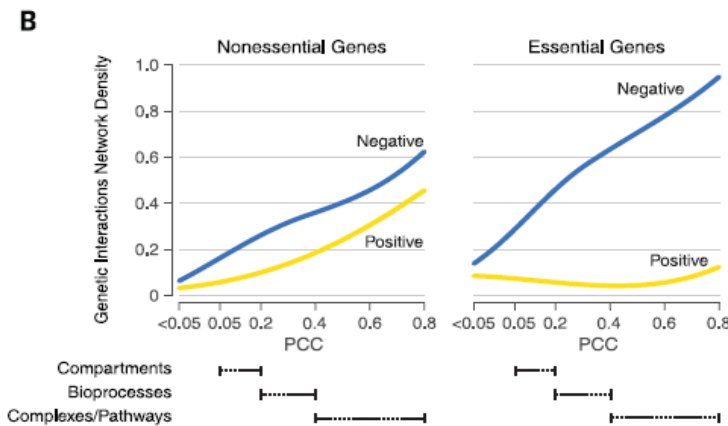 B
Nonessential Genes
Essential Genes
Genetic Interactions Network Density
1.0
0.8
0.6
0.4
0.2
0
Negative
Positive
Negative
Positive
<0.05 0.05 0.2 0.4 0.6 0.8
PCC
<0.05 0.05 0.2 0.4 0.6 0.8
PCC
Compartments
Bioprocesses
Complexes/Pathways